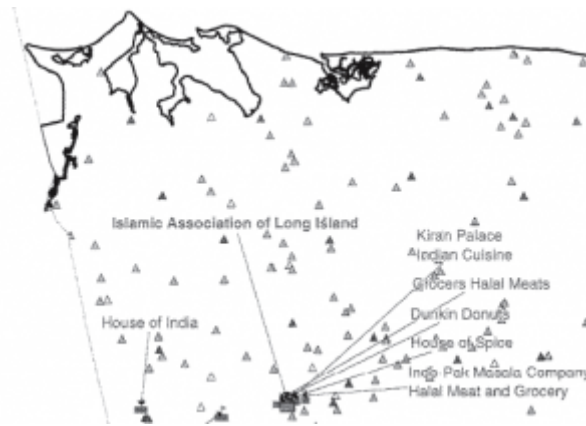 Islamic Association of Long Island
Kiran Palace
Indian Cuisine
Grocers Halal Meats
Dunkin Donuts
House of India
House of Spice
Indo-Pak Masala Company
Halal Meat and Grocery